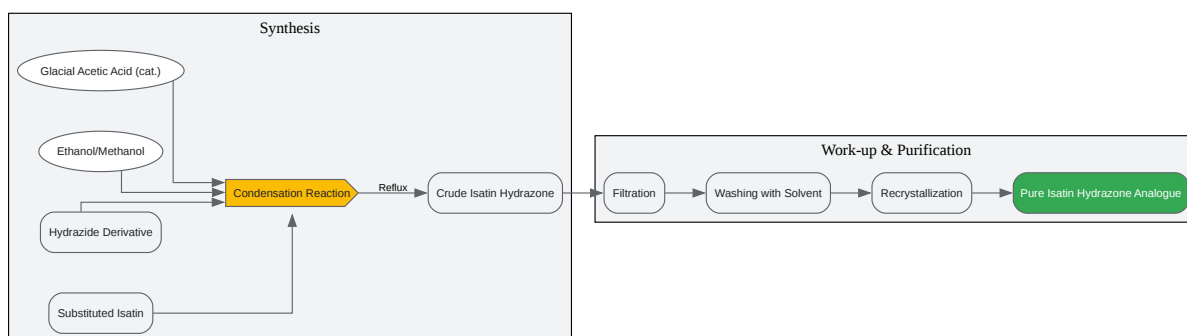 Synthesis
Glacial Acetic Acid (cat.)
Ethanol/Methanol
Hydrazide Derivative
Substituted Isatin
Condensation Reaction
Reflux
Crude Isatin Hydrazone
Work-up & Purification
Filtration
Washing with Solvent
Recrystallization
Pure Isatin Hydrazone Analogue